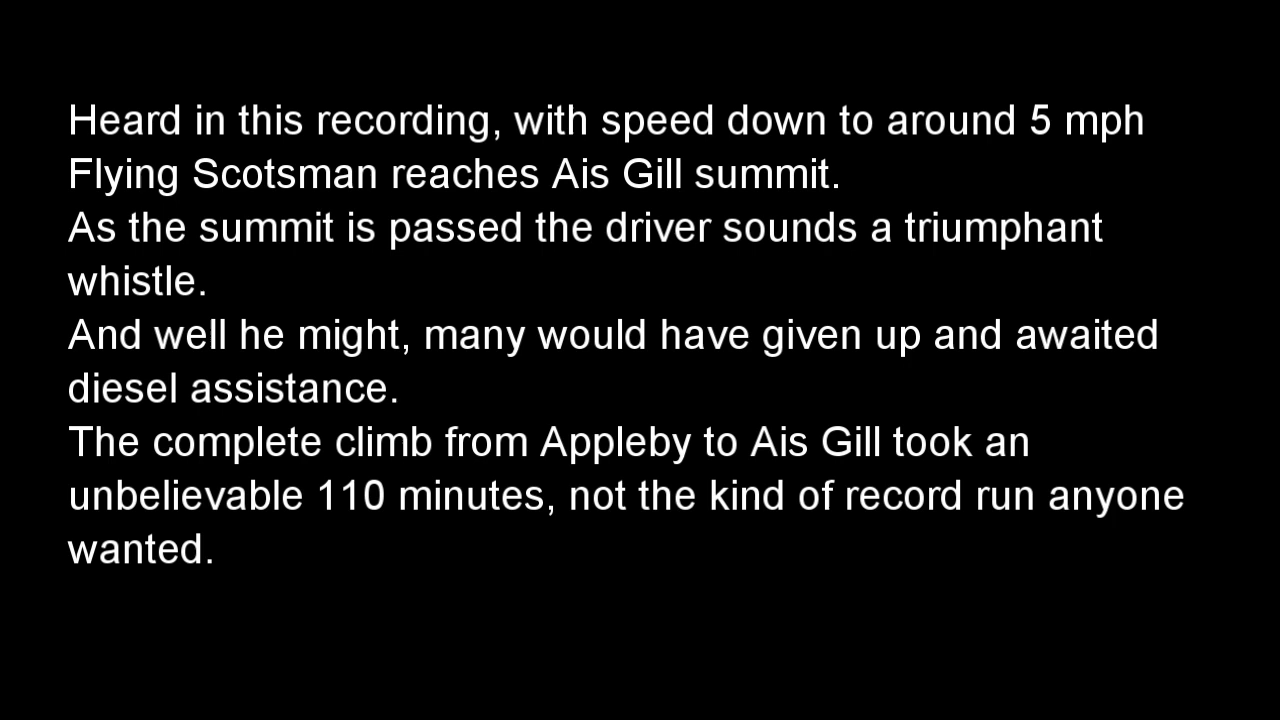 Heard in this recording, with speed down to around 5 mph
Flying Scotsman reaches Ais Gill summit.
As the summit is passed the driver sounds a triumphant
whistle.
And well he might, many would have given up and awaited
diesel assistance.
The complete climb from Appleby to Ais Gill took an
unbelievable 110 minutes, not the kind of record run anyone
wanted.